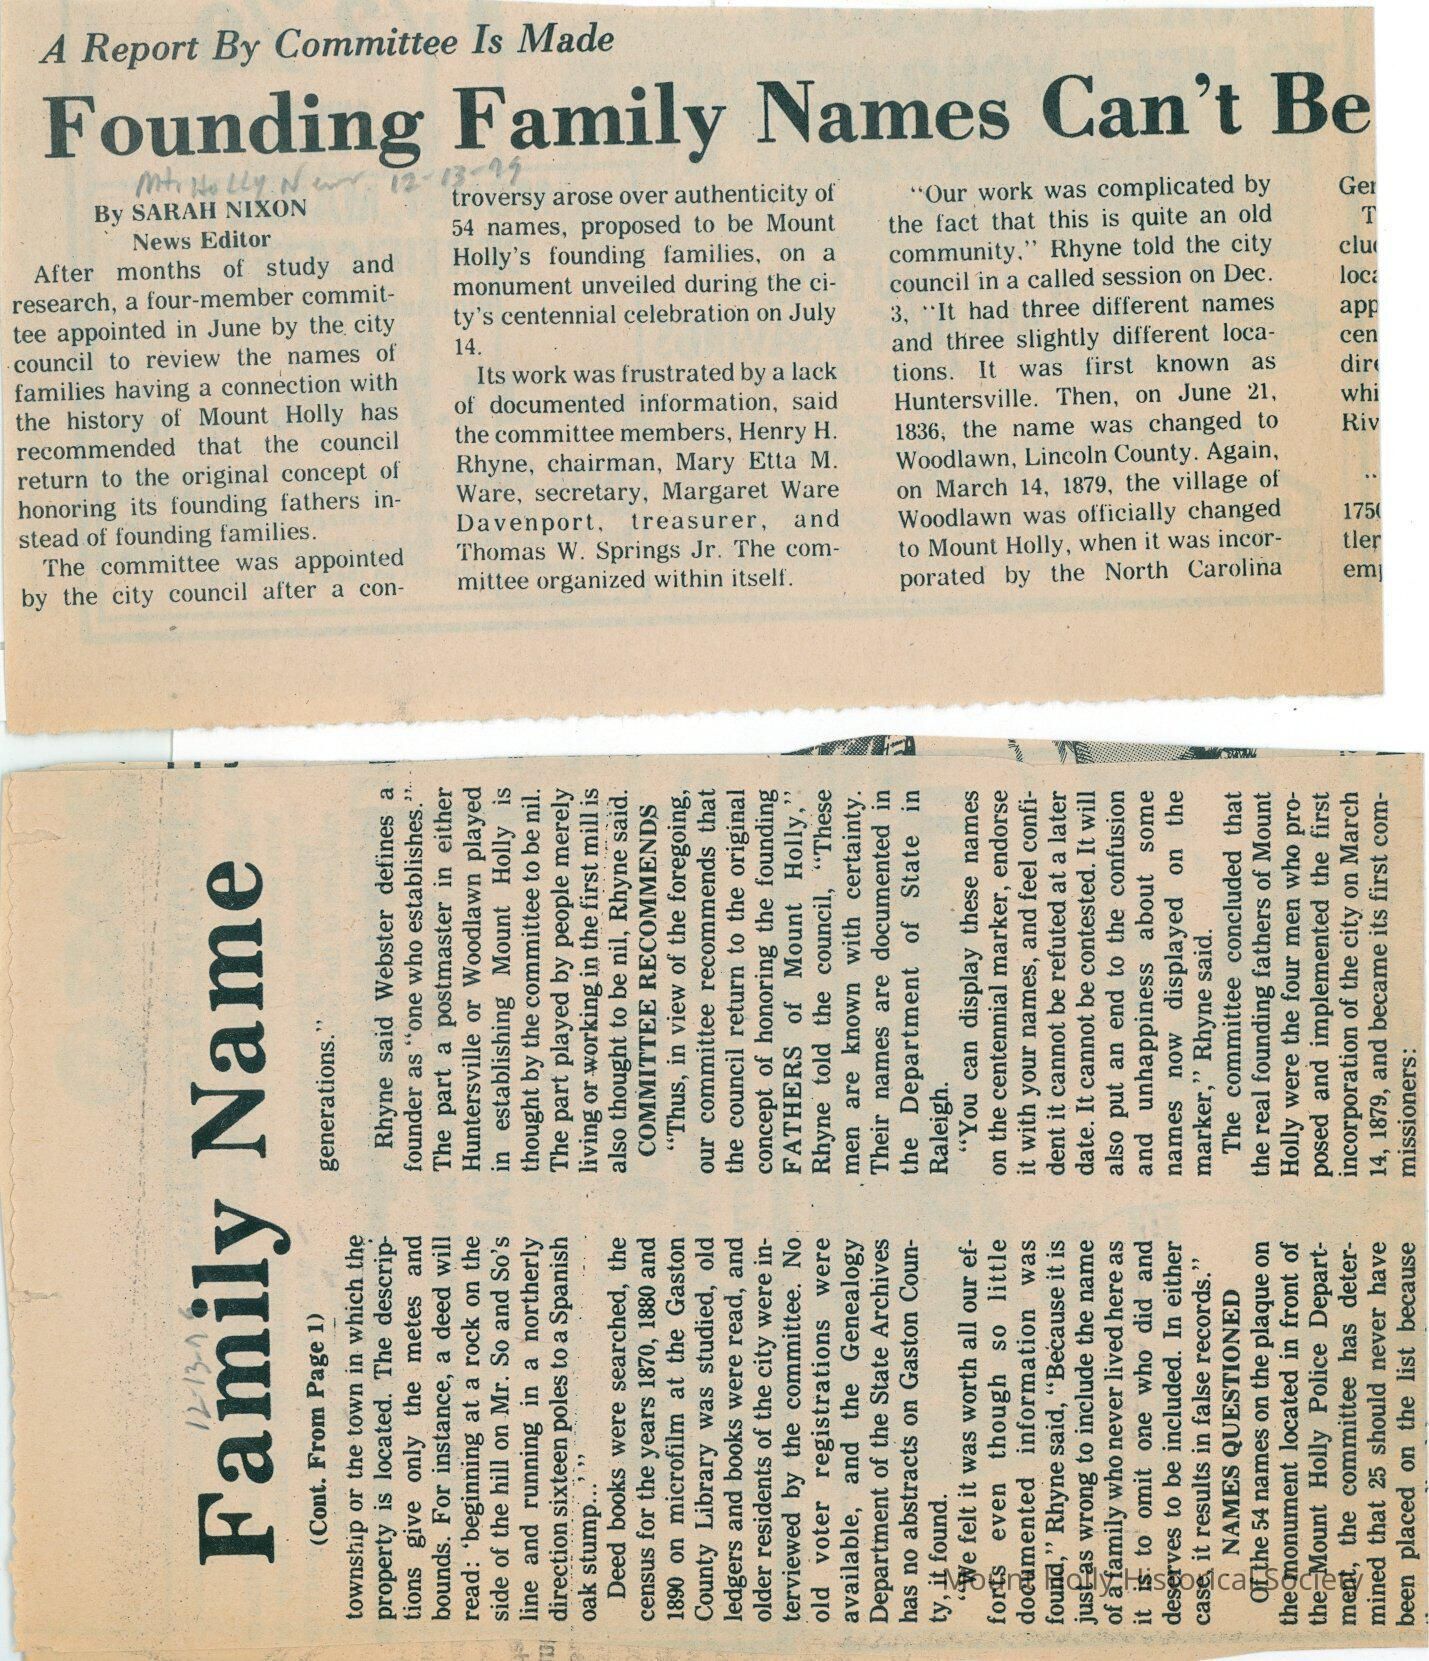 A Report By Committee Is Made
Founding Family Names Can't Be
Mt. Holly News 12-13-79
By SARAH NIXON
News Editor
After months of study and
research, a four-member commit-
tee appointed in June by the city
council to review the names of
families having a connection with
the history of Mount Holly has
recommended that the council
return to the original concept of
honoring its founding fathers in-
stead of founding families.
The committee was appointed
by the city council after a con-
troversy arose over authenticity of
54 names, proposed to be Mount
Holly's founding families, on a
monument unveiled during the ci-
ty's centennial celebration on July
14.
Its work was frustrated by a lack
of documented information, said
the committee members, Henry H.
Rhyne, chairman, Mary Etta M.
Ware, secretary, Margaret Ware
Davenport, treasurer, and
Thomas W. Springs Jr. The com-
mittee organized within itself.
"Our work was complicated by
the fact that this is quite an old
community," Rhyne told the city
council in a called session on Dec.
3, "It had three different names
and three slightly different loca-
tions. It was first known as
Huntersville. Then, on June 21,
1836, the name was changed to
Woodlawn, Lincoln County. Again,
on March 14, 1879, the village of
Woodlawn was officially changed
to Mount Holly, when it was incor-
porated by the North Carolina
Ger
T
clud
loca
app
cen
dire
whi
Riv
"
1750
tler
emp
12-13-79
Family Name
(Cont. From Page 1)
township or the town in which the
property is located. The descrip-
tions give only the metes and
bounds. For instance, a deed will
read: 'beginning at a rock on the
side of the hill on Mr. So and So's
line and running in a northerly
direction sixteen poles to a Spanish
oak stump...'"
Deed books were searched, the
census for the years 1870, 1880 and
1890 on microfilm at the Gaston
County Library was studied, old
ledgers and books were read, and
older residents of the city were in-
terviewed by the committee. No
old voter registrations were
available, and the Genealogy
Department of the State Archives
has no abstracts on Gaston Coun-
ty, it found.
"We felt it was worth all our ef-
forts even though so little
documented information was
found," Rhyne said, "Because it is
just as wrong to include the name
of a family who never lived here as
it is to omit one who did and
deserves to be included. In either
case, it results in false records."
NAMES QUESTIONED
Of the 54 names on the plaque on
the monument located in front of
the Mount Holly Police Depart-
ment, the committee has deter-
mined that 25 should never have
been placed on the list because
generations."
Rhyne said Webster defines a
founder as "one who establishes."
The part a postmaster in either
Huntersville or Woodlawn played
in establishing Mount Holly is
thought by the committee to be nil.
The part played by people merely
living or working in the first mill is
also thought to be nil, Rhyne said.
COMMITTEE RECOMMENDS
"Thus, in view of the foregoing,
our committee recommends that
the council return to the original
concept of honoring the founding
FATHERS of Mount Holly,"
Rhyne told the council, "These
men are known with certainty.
Their names are documented in
the Department of State in
Raleigh.
"You can display these names
on the centennial marker, endorse
it with your names, and feel confi-
dent it cannot be refuted at a later
date. It cannot be contested. It will
also put an end to the confusion
and unhappiness about some
names now displayed on the
marker," Rhyne said.
The committee concluded that
the real founding fathers of Mount
Holly were the four men who pro-
posed and implemented the first
incorporation of the city on March
14, 1879, and became its first com-
missioners:
Mount Holly Historical Society